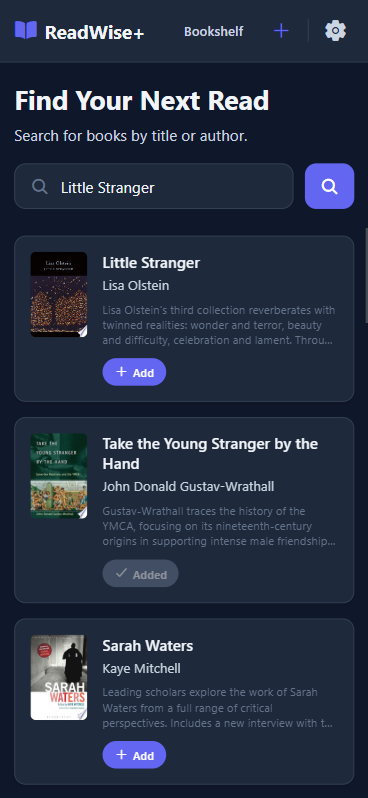 ReadWise+
Bookshelf
Find Your Next Read
Search for books by title or author.
Little Stranger
Lisa Olstein
LITTLE STRANGER
Little Stranger
Lisa Olstein
Lisa Olstein's third collection reverberates with
twinned realities: wonder and terror, beauty
and difficulty, celebration and lament. Throu...
+ Add
TAKE THE
YOUNG STRANGER
BY THE HAND
Take the Young Stranger by the
Hand
John Donald Gustav-Wrathall
Gustav-Wrathall traces the history of the
YMCA, focusing on its nineteenth-century
origins in supporting intense male friendship...
Added
SARAH
WATERS
Sarah Waters
Kaye Mitchell
Leading scholars explore the work of Sarah
Waters from a full range of critical
perspectives. Includes a new interview with t...
+ Add